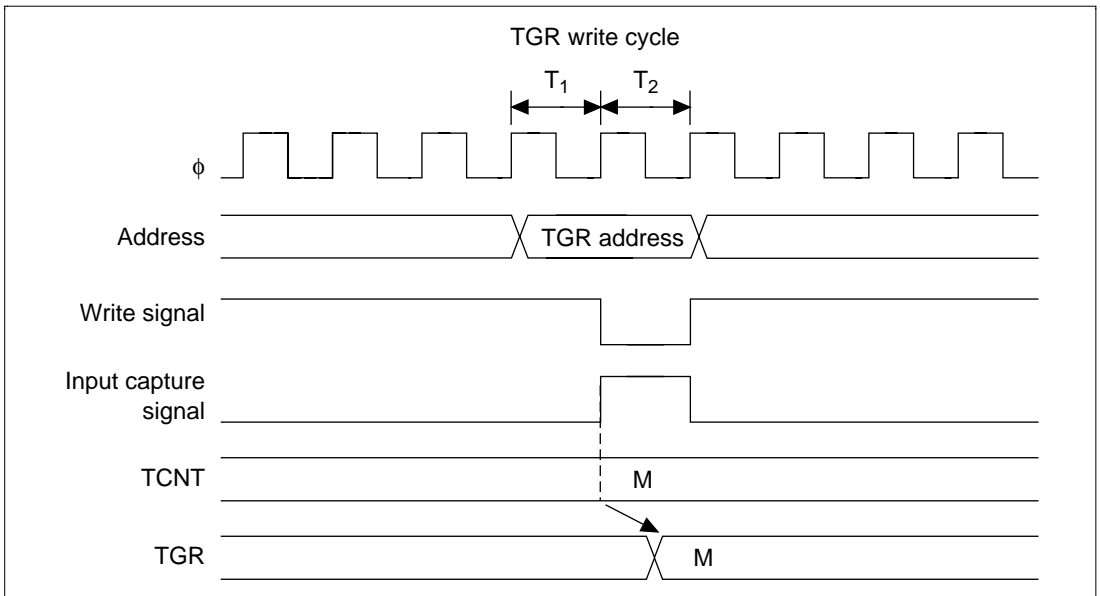 TGR write cycle
T1 T2
ϕ
Address
TGR address
Write signal
Input capture
signal
TCNT
M
TGR
M